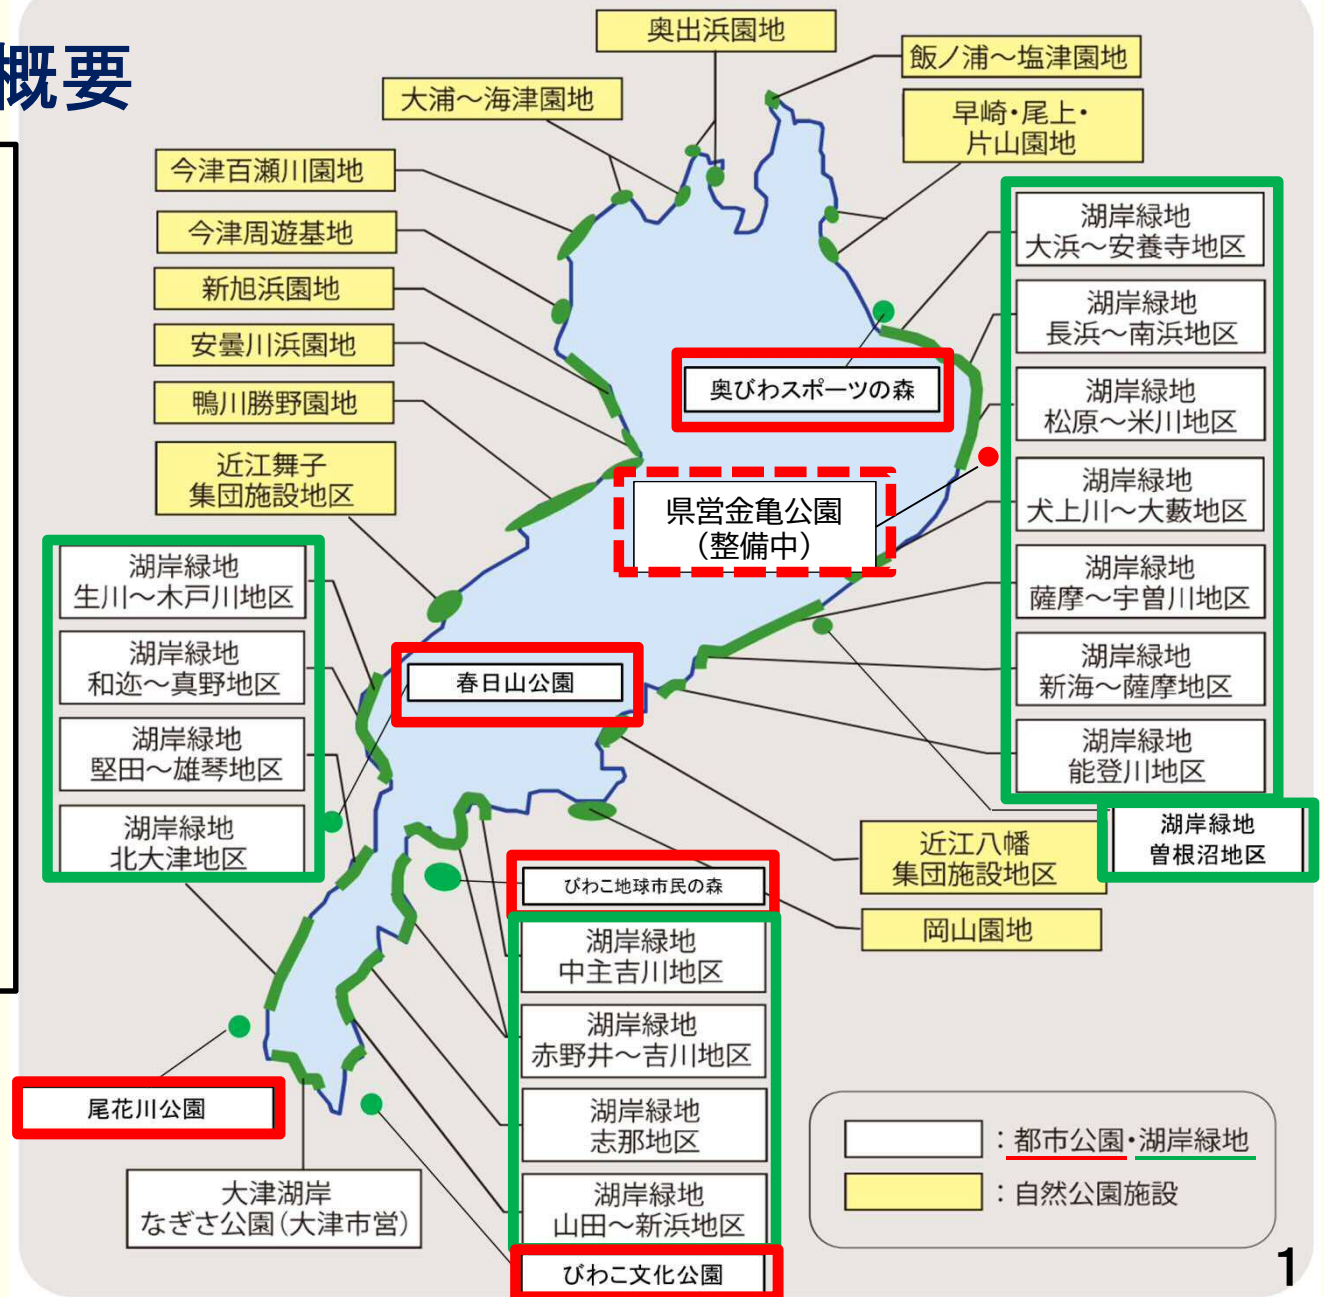 概要
奥出浜園地
飯ノ浦～塩津園地
大浦～海津園地
早崎・尾上・
片山園地
今津百瀬川園地
今津周遊基地
新旭浜園地
安曇川浜園地
鴨川勝野園地
近江舞子
集団施設地区
湖岸緑地
大浜～安養寺地区
湖岸緑地
長浜～南浜地区
湖岸緑地
松原～米川地区
湖岸緑地
犬上川～大藪地区
湖岸緑地
薩摩～宇曽川地区
湖岸緑地
新海～薩摩地区
湖岸緑地
能登川地区
湖岸緑地
曽根沼地区
奥びわスポーツの森
県営金亀公園
（整備中）
湖岸緑地
生川～木戸川地区
湖岸緑地
和迩～真野地区
湖岸緑地
堅田～雄琴地区
湖岸緑地
北大津地区
春日山公園
近江八幡
集団施設地区
岡山園地
びわこ地球市民の森
湖岸緑地
中主吉川地区
湖岸緑地
赤野井～吉川地区
湖岸緑地
志那地区
湖岸緑地
山田～新浜地区
びわこ文化公園
尾花川公園
大津湖岸
なぎさ公園（大津市営）
：都市公園・湖岸緑地
：自然公園施設
1